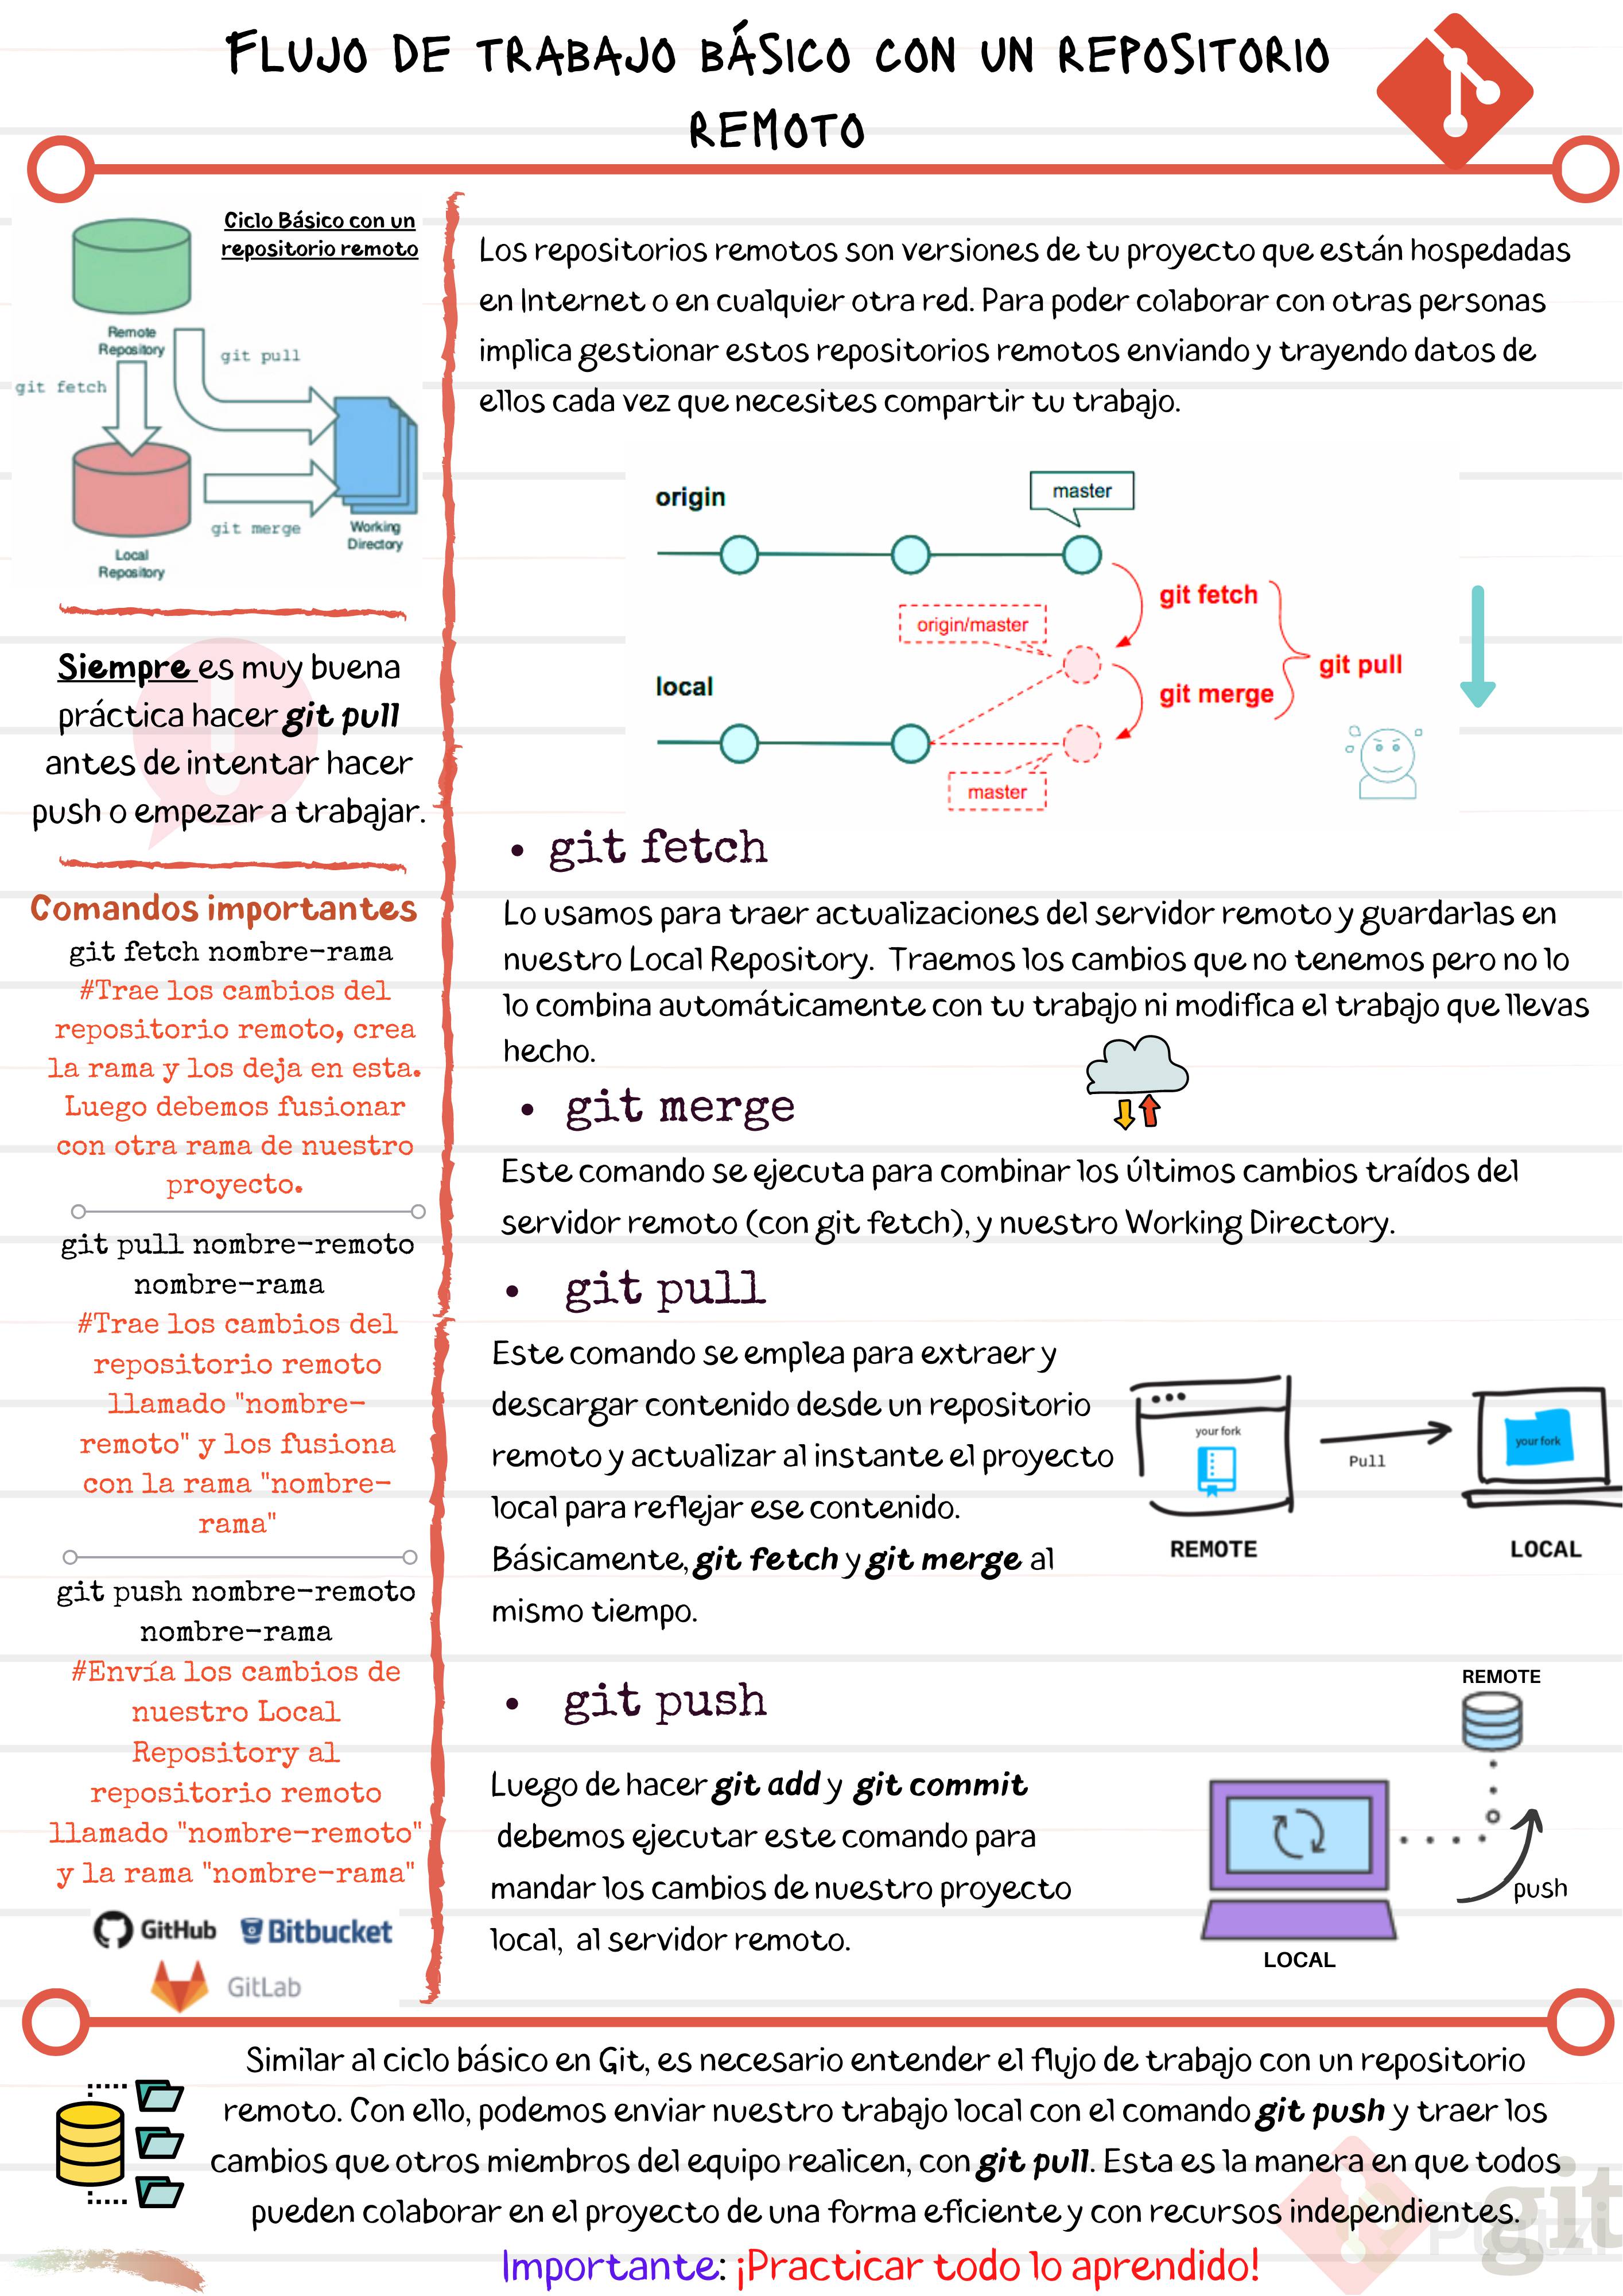 FLUJO DE TRABAJO BÁSICO CON UN REPOSITORIO
REMOTO
Ciclo Básico con un
repositorio remoto
Remote
Repository
git pull
git fetch
git merge
Working
Directory
Local
Repository
Siempre es muy buena
práctica hacer git pull
antes de intentar hacer
push o empezar a trabajar.
Comandos importantes
git fetch nombre-rama
#Trae los cambios del
repositorio remoto, crea
la rama y los deja en esta.
Luego debemos fusionar
con otra rama de nuestro
proyecto.
git pull nombre-remoto
nombre-rama
#Trae los cambios del
repositorio remoto
llamado "nombre-
remoto" y los fusiona
con la rama "nombre-
rama"
git push nombre-remoto
nombre-rama
#Envía los cambios de
nuestro Local
Repository al
repositorio remoto
llamado "nombre-remoto"
y la rama "nombre-rama"
GitHub Bitbucket
GitLab
Los repositorios remotos son versiones de tu proyecto que están hospedadas
en Internet o en cualquier otra red. Para poder colaborar con otras personas
implica gestionar estos repositorios remotos enviando y trayendo datos de
ellos cada vez que necesites compartir tu trabajo.
origin
master
git fetch
origin/master
git pull
local
git merge
master
• git fetch
Lo usamos para traer actualizaciones del servidor remoto y guardarlas en
nuestro Local Repository. Traemos los cambios que no tenemos pero no lo
lo combina automáticamente con tu trabajo ni modifica el trabajo que llevas
hecho.
• git merge
Este comando se ejecuta para combinar los últimos cambios traídos del
servidor remoto (con git fetch), y nuestro Working Directory.
• git pull
Este comando se emplea para extraer y
descargar contenido desde un repositorio
remoto y actualizar al instante el proyecto
local para reflejar ese contenido.
Básicamente, git fetch y git merge al
mismo tiempo.
your fork
Pull
your fork
REMOTE
LOCAL
• git push
Luego de hacer git add y git commit
debemos ejecutar este comando para
mandar los cambios de nuestro proyecto
local, al servidor remoto.
REMOTE
push
LOCAL
Similar al ciclo básico en Git, es necesario entender el flujo de trabajo con un repositorio
remoto. Con ello, podemos enviar nuestro trabajo local con el comando git push y traer los
cambios que otros miembros del equipo realicen, con git pull. Esta es la manera en que todos
pueden colaborar en el proyecto de una forma eficiente y con recursos independientes.
Platzi
git
Importante: ¡Practicar todo lo aprendido!